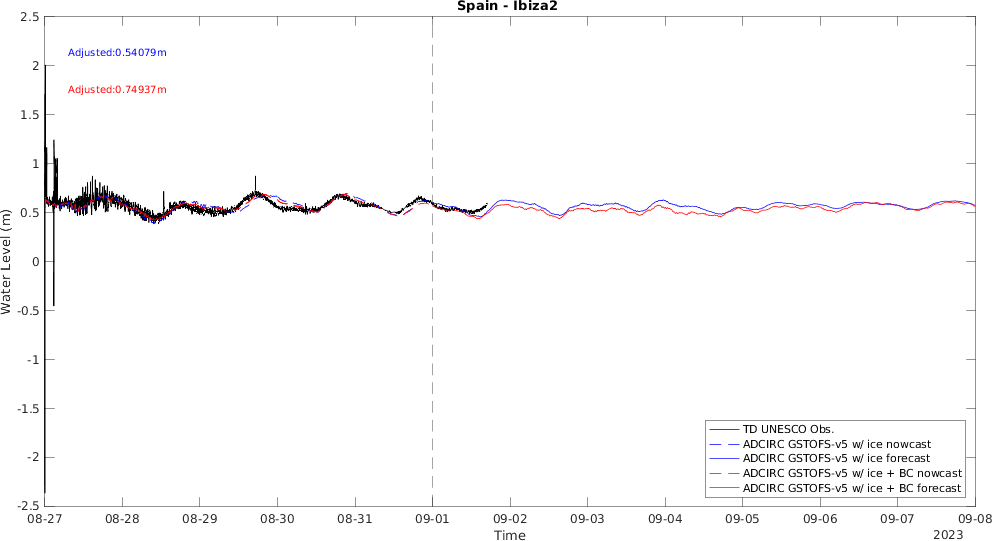 Spain - Ibiza2
2.5
2
1.5
1
0.5
0
-0.5
-1
-1.5
-2
-2.5
Water Level (m)
Adjusted:0.54079m
Adjusted:0.74937m
TD UNESCO Obs.
ADCIRC GSTOFS-v5 w/ ice nowcast
ADCIRC GSTOFS-v5 w/ ice forecast
ADCIRC GSTOFS-v5 w/ ice + BC nowcast
ADCIRC GSTOFS-v5 w/ ice + BC forecast
08-27 08-28 08-29 08-30 08-31 09-01 09-02 09-03 09-04 09-05 09-06 09-07 09-08
Time
2023